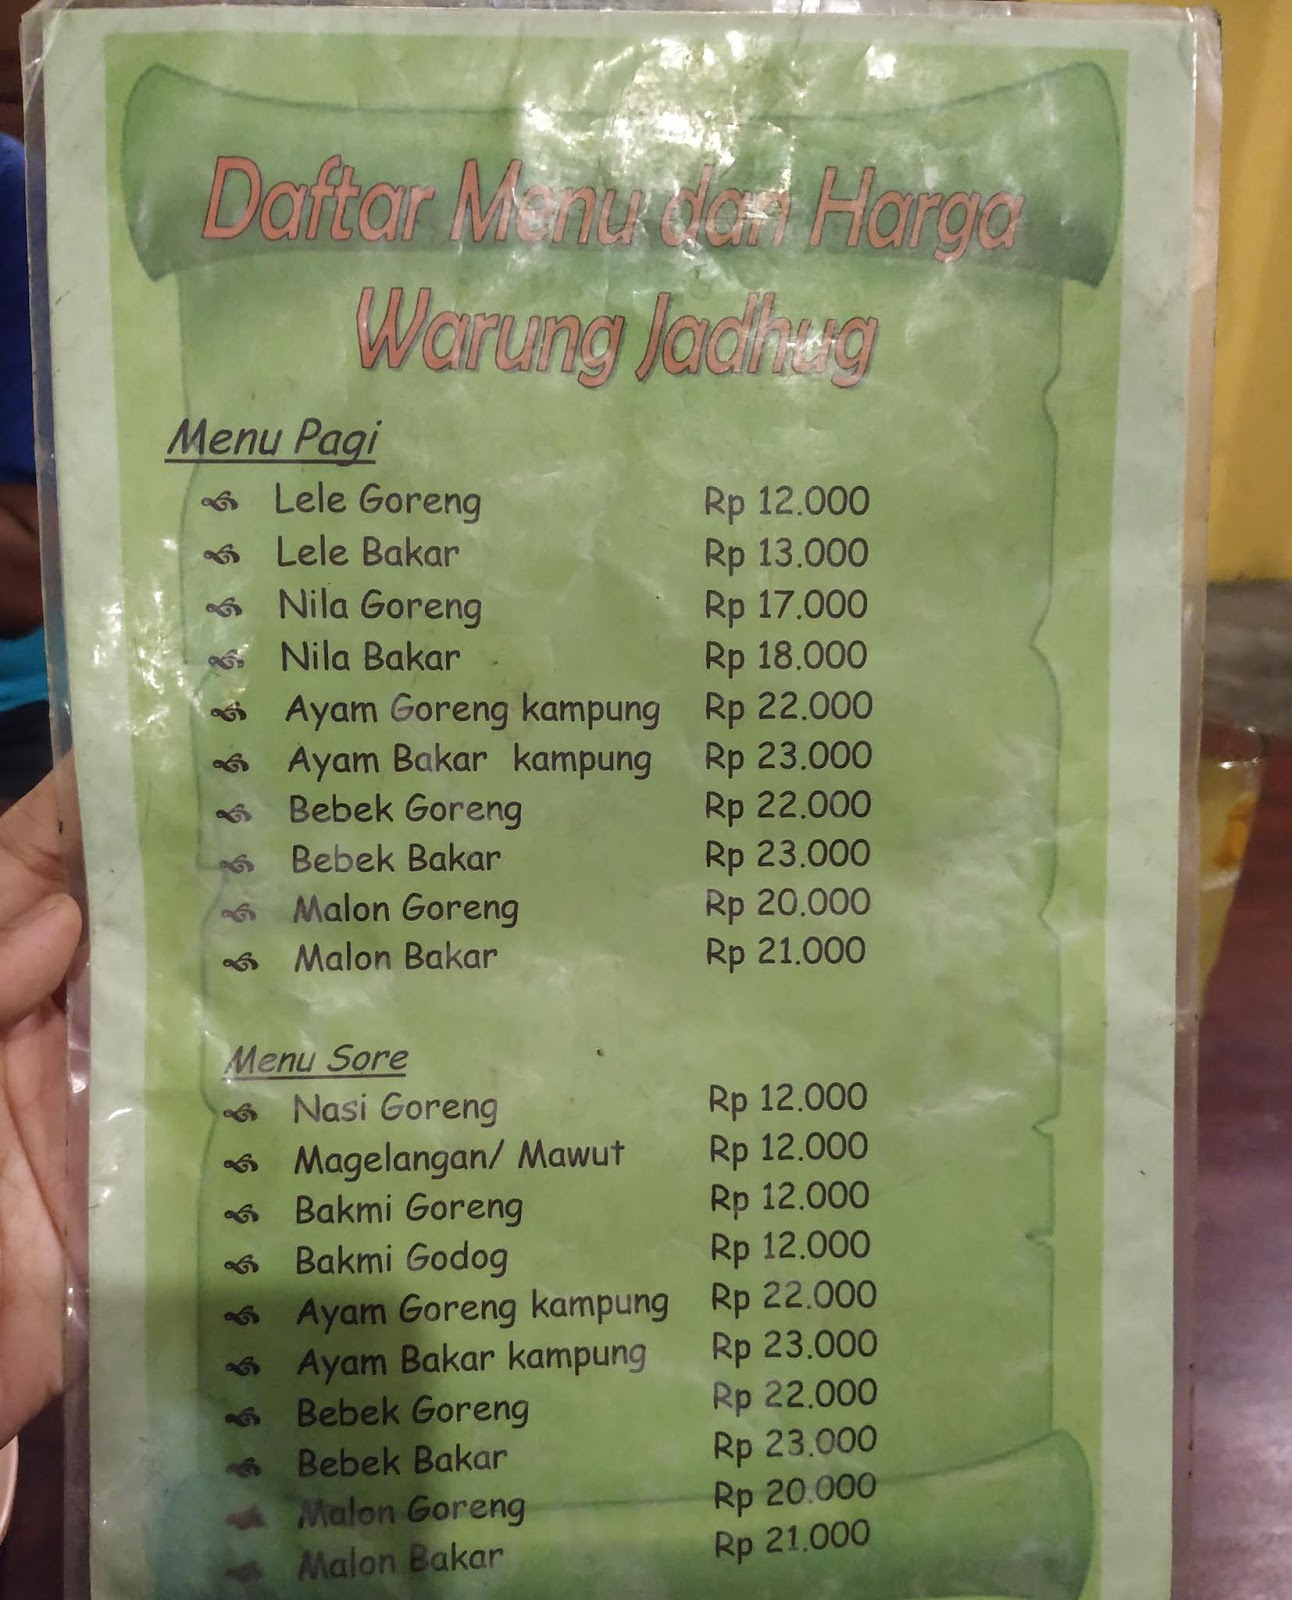 Daftar Menu dan Harga
Warung Jadhug
Menu Pagi
Lele Goreng Rp 12.000
Lele Bakar Rp 13.000
Nila Goreng Rp 17.000
Nila Bakar Rp 18.000
Ayam Goreng kampung Rp 22.000
Ayam Bakar kampung Rp 23.000
Bebek Goreng Rp 22.000
Bebek Bakar Rp 23.000
Malon Goreng Rp 20.000
Malon Bakar Rp 21.000
Menu Sore
Nasi Goreng Rp 12.000
Magelangan/ Mawut Rp 12.000
Bakmi Goreng Rp 12.000
Bakmi Godog Rp 12.000
Ayam Goreng kampung Rp 22.000
Ayam Bakar kampung Rp 23.000
Bebek Goreng Rp 22.000
Bebek Bakar Rp 23.000
Malon Goreng Rp 20.000
Malon Bakar Rp 21.000